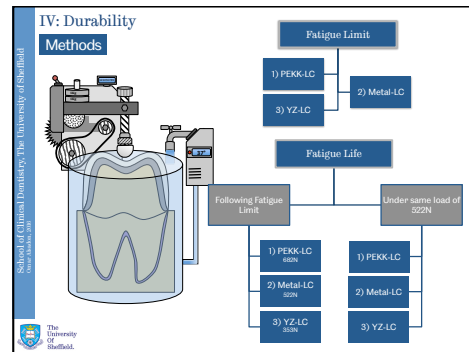 IV: Durability
Methods
School of Clinical Dentistry, The University of Sheffield
37°
Fatigue Limit
1) PEKK-LC
2) Metal-LC
3) YZ-LC
Fatigue Life
Following Fatigue
Limit
Under same load of
522N
1) PEKK-LC
682N
2) Metal-LC
522N
3) YZ-LC
353N
1) PEKK-LC
2) Metal-LC
3) YZ-LC
The
University
Of
Sheffield.